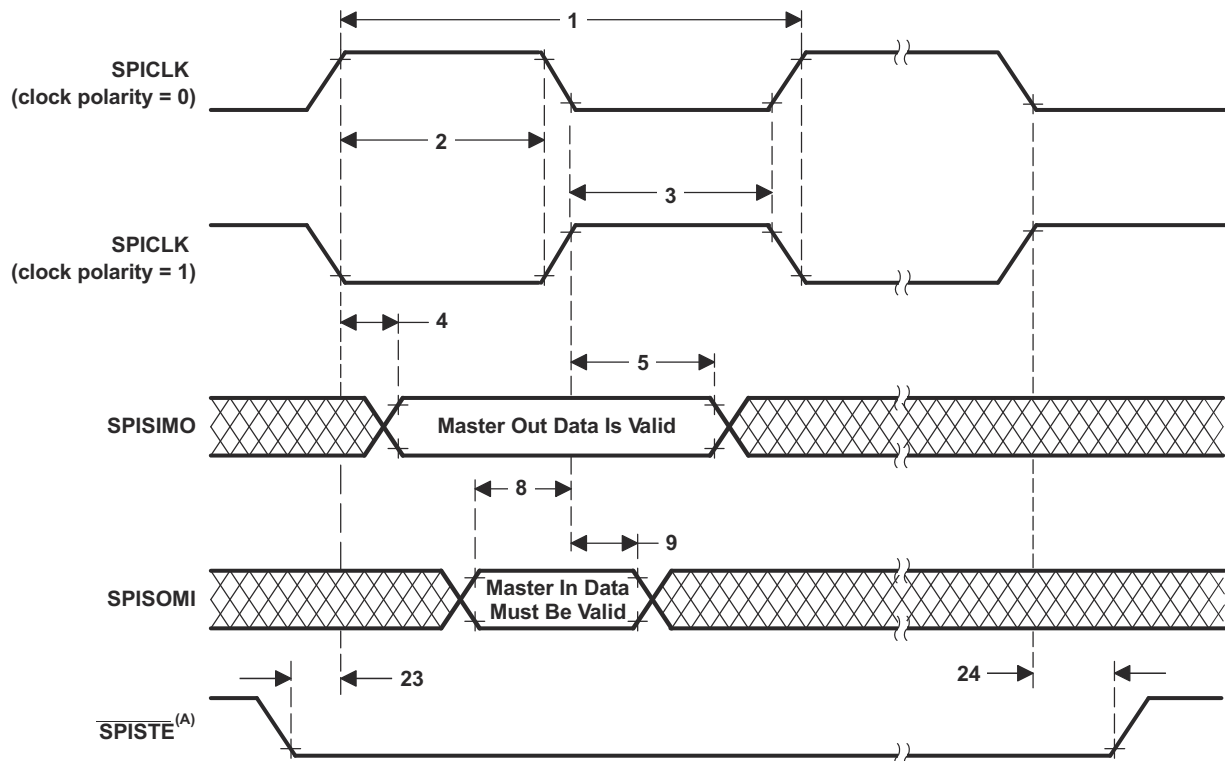 1
SPICLK
(clock polarity = 0)
2
3
SPICLK
(clock polarity = 1)
4
5
SPISIMO
Master Out Data Is Valid
8
9
SPISOMI
Master In Data
Must Be Valid
23
24
SPISTE(A)